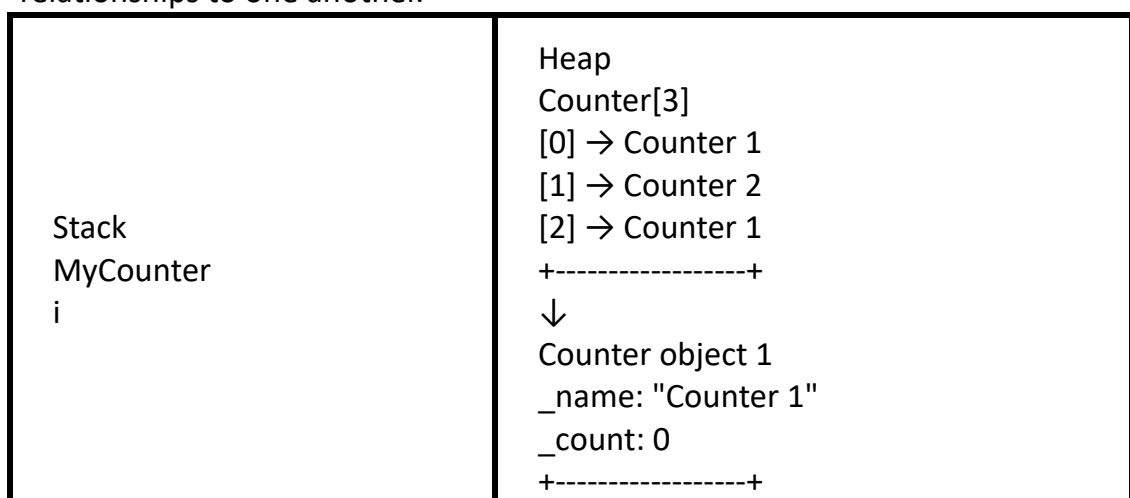 relationships to one another.
Stack
MyCounter
i
Heap
Counter[3]
[0] → Counter 1
[1] → Counter 2
[2] → Counter 1
+------------------+
↓
Counter object 1
_name: "Counter 1"
_count: 0
+------------------+